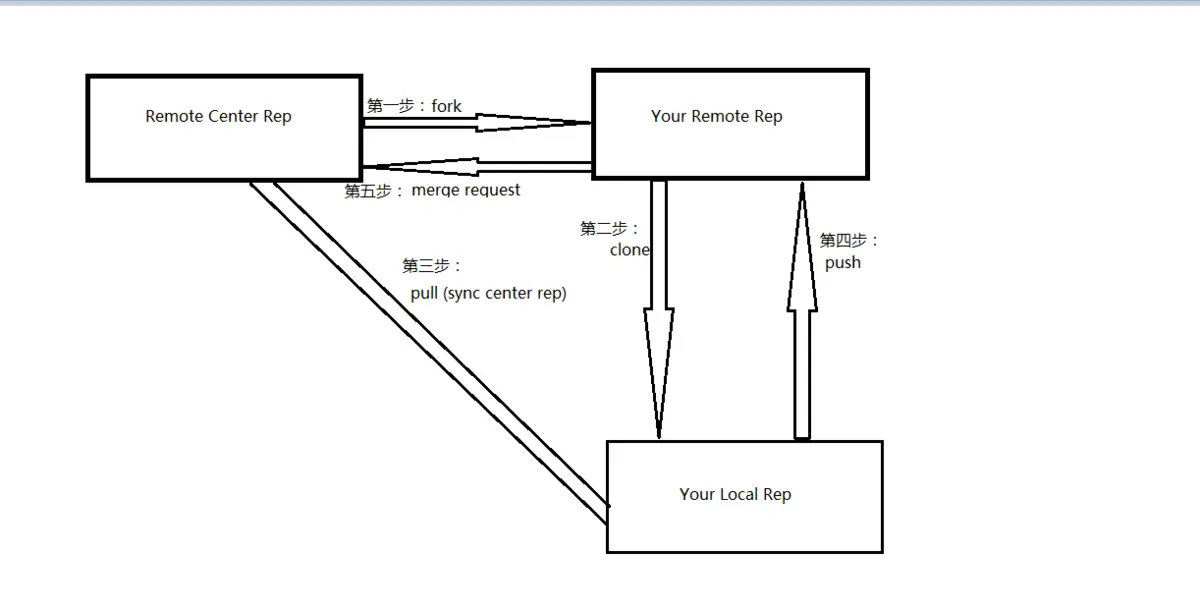 Remote Center Rep
第一步：fork
Your Remote Rep
第五步： merge request
第二步：
clone
第四步：
push
第三步：
pull (sync center rep)
Your Local Rep